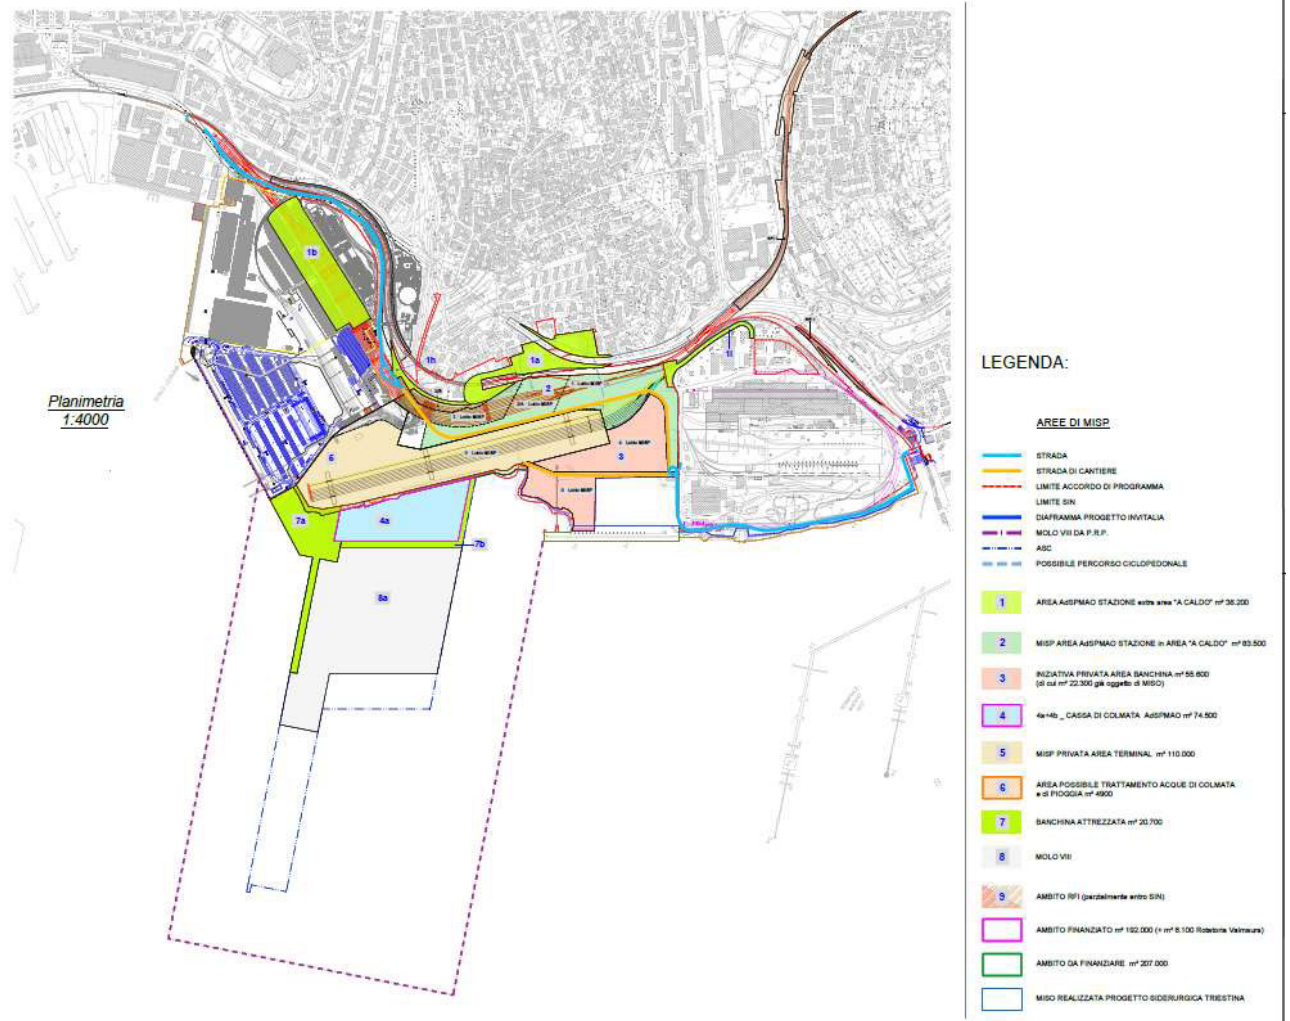 Planimetria
1:4000
1b
1h
1a
1i
2
3
6
7a
4a
7b
8a
LEGENDA:
AREE DI MISP
STRADA
STRADA DI CANTIERE
LIMITE ACCORDO DI PROGRAMMA
LIMITE SIN
DIAFRAMMA PROGETTO INVITALIA
MOLO VIII DA P.R.P.
ASC
POSSIBILE PERCORSO CICLOPEDONALE
1 AREA AdSPMAO STAZIONE extra area "A CALDO" m² 38.200
2 MISP AREA AdSPMAO STAZIONE in AREA "A CALDO" m² 83.500
3 INIZIATIVA PRIVATA AREA BANCHINA m² 55.600
(di cui m² 22.300 già oggetto di MISO)
4 4a+4b _ CASSA DI COLMATA AdSPMAO m² 74.500
5 MISP PRIVATA AREA TERMINAL m² 110.000
6 AREA POSSIBILE TRATTAMENTO ACQUE DI COLMATA
e di PIOGGIA m² 4900
7 BANCHINA ATTREZZATA m² 20.700
8 MOLO VIII
9 AMBITO RFI (parzialmente entro SIN)
AMBITO FINANZIATO m² 192.000 (+ m² 8.100 Rotatoria Valmaura)
AMBITO DA FINANZIARE m² 207.000
MISO REALIZZATA PROGETTO SIDERURGICA TRIESTINA